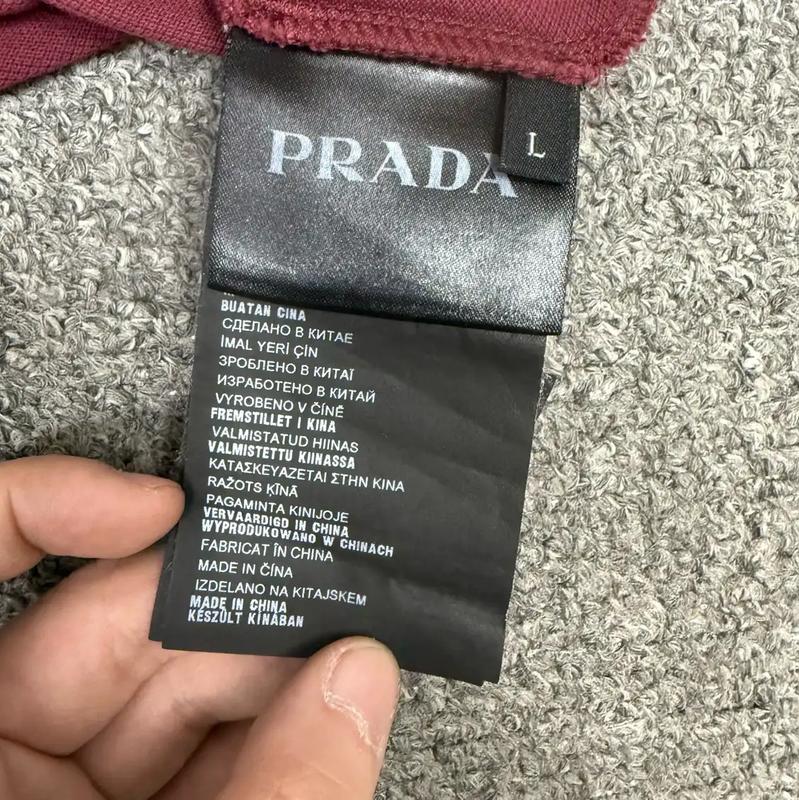 PRADA
L
BUATAN CINA
СДЕЛАНО В КИТАЕ
İMAL YERİ ÇİN
ЗРОБЛЕНО В КИТАЇ
ИЗРАБОТЕНО В КИТАЙ
VYROBENO V ČÍNĚ
FREMSTILLET I KINA
VALMISTATUD HIINAS
VALMISTETTU KIINASSA
ΚΑΤΑΣΚΕΥΑΖΕΤΑΙ ΣΤΗΝ ΚΙΝΑ
RAŽOTS ĶĪNĀ
PAGAMINTA KINIJOJE
VERVAARDIGD IN CHINA
WYPRODUKOWANO W CHINACH
FABRICAT ÎN CHINA
MADE IN ČÍNA
IZDELANO NA KITAJSKEM
MADE IN CHINA
KÉSZÜLT KÍNÁBAN